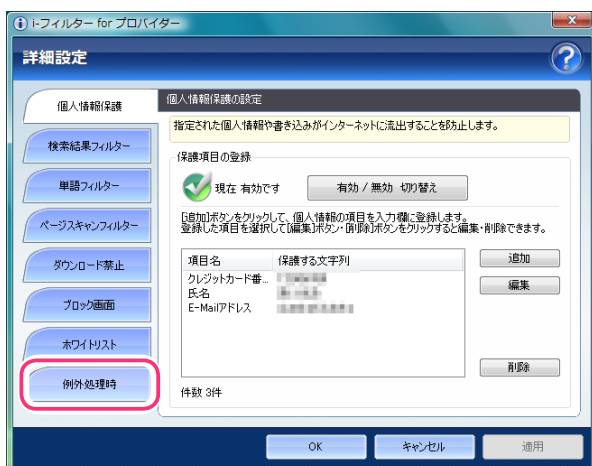 i-フィルター for プロバイダー
詳細設定
個人情報保護
検索結果フィルター
単語フィルター
ページスキャンフィルター
ダウンロード禁止
ブロック画面
ホワイトリスト
例外処理時
個人情報保護の設定
指定された個人情報や書き込みがインターネットに流出することを防止します。
保護項目の登録
現在 有効です
有効 / 無効 切り替え
[追加]ボタンをクリックして、個人情報の項目を入力欄に登録します。
登録した項目を選択して[編集]ボタン・[削除]ボタンをクリックすると編集・削除できます。
項目名 保護する文字列
クレジットカード番...
氏名
E-Mailアドレス
追加
編集
削除
件数 3件
OK キャンセル 適用